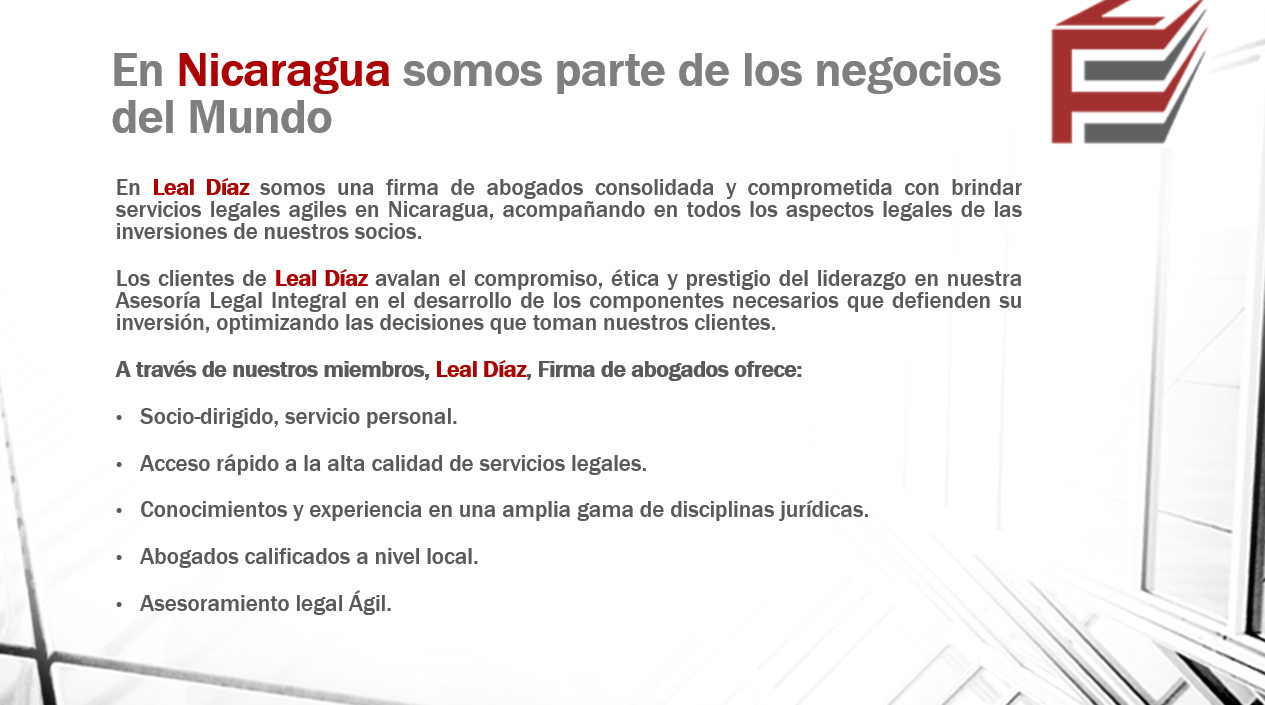 En Nicaragua somos parte de los negocios
del Mundo
En Leal Díaz somos una firma de abogados consolidada y comprometida con brindar
servicios legales agiles en Nicaragua, acompañando en todos los aspectos legales de las
inversiones de nuestros socios.
Los clientes de Leal Díaz avalan el compromiso, ética y prestigio del liderazgo en nuestra
Asesoría Legal Integral en el desarrollo de los componentes necesarios que defienden su
inversión, optimizando las decisiones que toman nuestros clientes.
A través de nuestros miembros, Leal Díaz, Firma de abogados ofrece:
• Socio-dirigido, servicio personal.
• Acceso rápido a la alta calidad de servicios legales.
• Conocimientos y experiencia en una amplia gama de disciplinas jurídicas.
• Abogados calificados a nivel local.
• Asesoramiento legal Ágil.